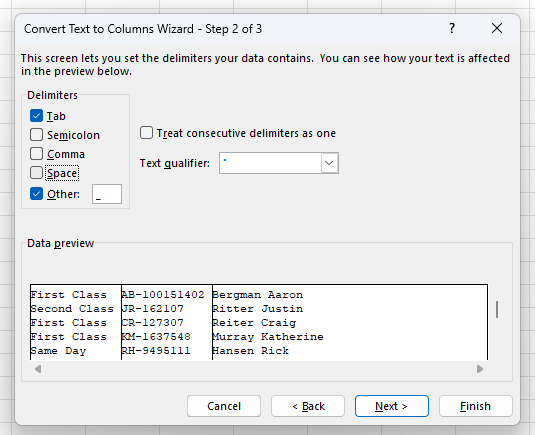 Convert Text to Columns Wizard - Step 2 of 3
? ×
This screen lets you set the delimiters your data contains. You can see how your text is affected
in the preview below.
Delimiters
Tab
Semicolon
Comma
Space
Other: _
Treat consecutive delimiters as one
Text qualifier: "
Data preview
First Class AB-100151402 Bergman Aaron
Second Class JR-162107 Ritter Justin
First Class CR-127307 Reiter Craig
First Class KM-1637548 Murray Katherine
Same Day RH-9495111 Hansen Rick
Cancel < Back Next > Finish